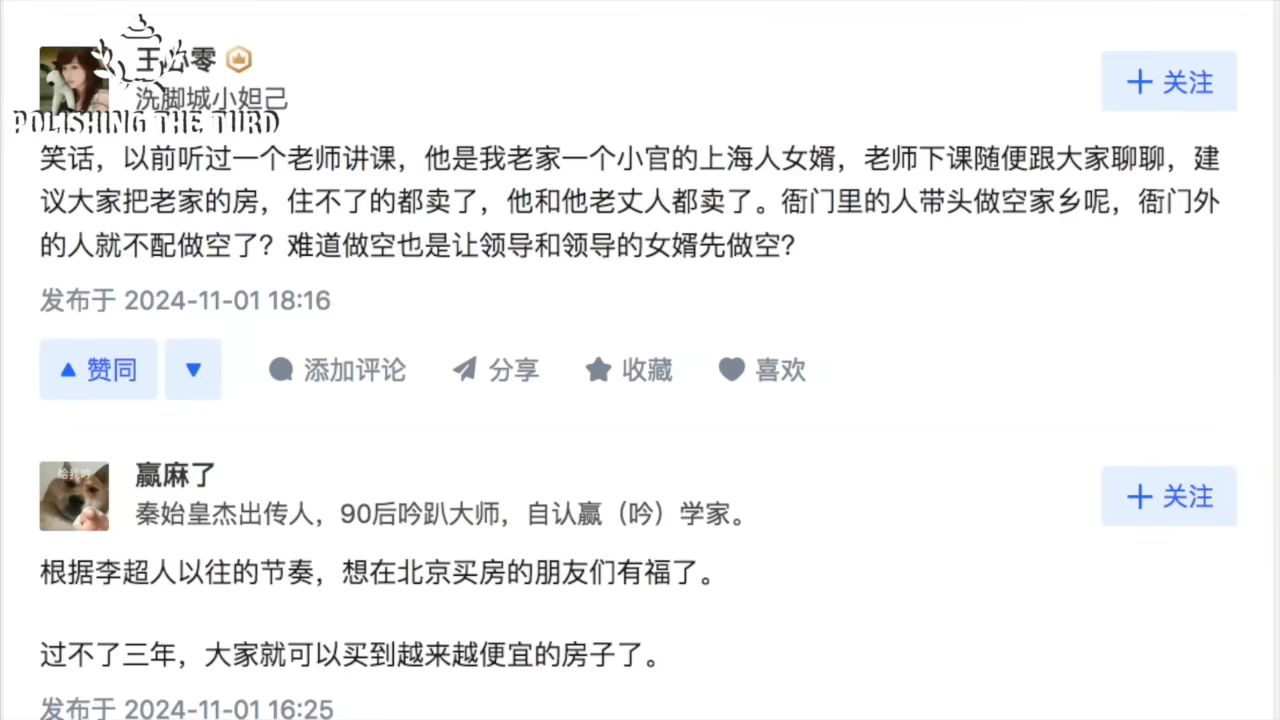 王心零
洗脚城小妲己
POLISHING THE TURD
关注
笑话，以前听过一个老师讲课，他是我老家一个小官的上海人女婿，老师下课随便跟大家聊聊，建
议大家把老家的房，住不了的都卖了，他和他老丈人都卖了。衙门里的人带头做空家乡呢，衙门外
的人就不配做空了？难道做空也是让领导和领导的女婿先做空？
发布于 2024-11-01 18:16
赞同 添加评论 分享 收藏 喜欢
给我吟
赢麻了
秦始皇杰出传人，90后吟趴大师，自认赢（吟）学家。
关注
根据李超人以往的节奏，想在北京买房的朋友们有福了。
过不了三年，大家就可以买到越来越便宜的房子了。
发布于 2024-11-01 16:25